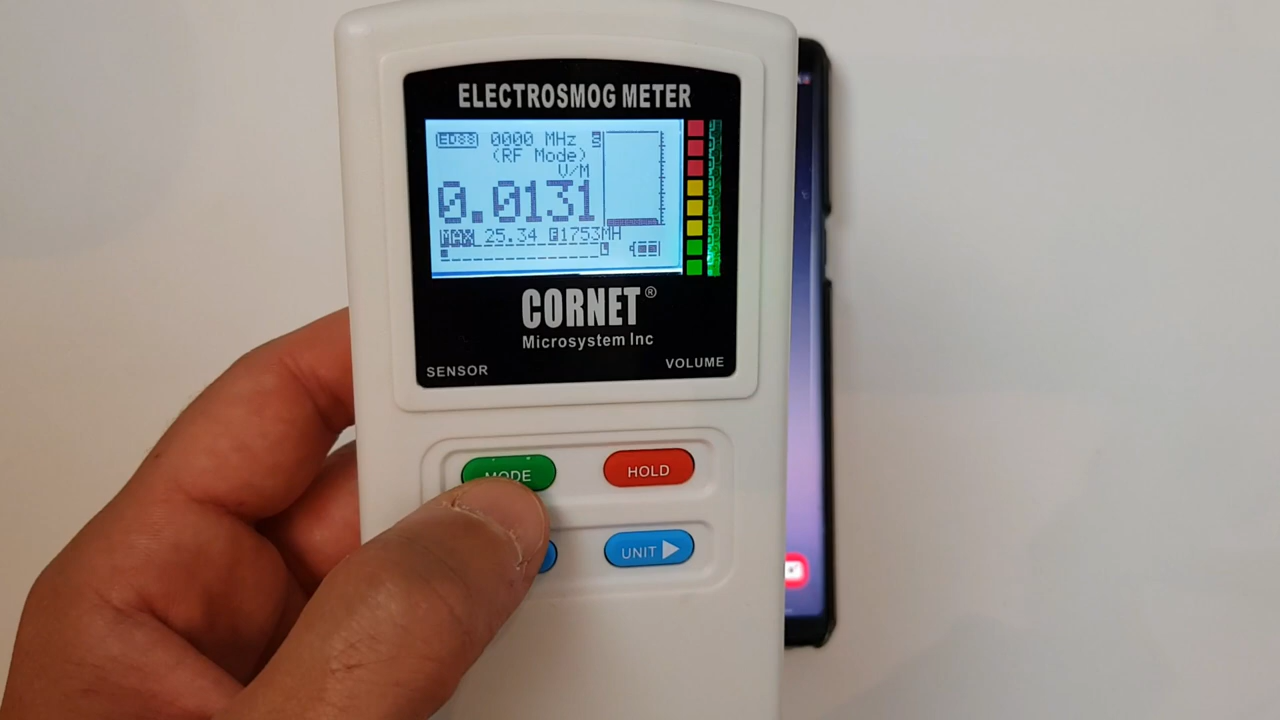 ELECTROSMOG METER
ED88 0000 MHz
(RF Mode)
V/M
0.0131
MAX 25.34 @1753MH
CORNET®
Microsystem Inc
SENSOR
VOLUME
MODE
HOLD
UNIT